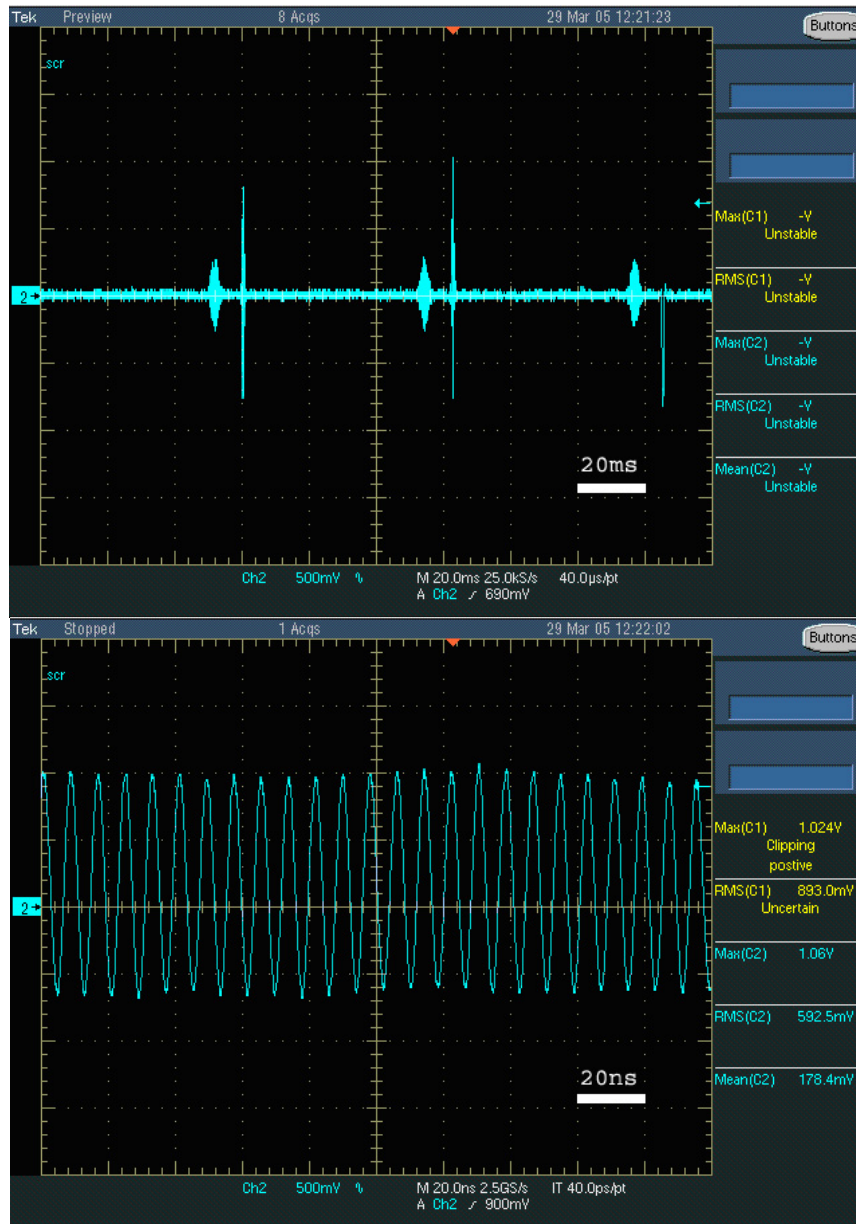 Tek Preview 8 Acqs 29 Mar 05 12:21:23
Buttons
scr
Max(C1) -V
Unstable
RMS(C1) -V
Unstable
2
Max(C2) -V
Unstable
RMS(C2) -V
Unstable
20ms
Mean(C2) -V
Unstable
Ch2 500mV M 20.0ms 25.0kS/s 40.0µs/pt
A Ch2 690mV
Tek Stopped 1 Acqs 29 Mar 05 12:22:02
Buttons
scr
Max(C1) 1.024V
Clipping
postive
RMS(C1) 893.0mV
Uncertain
2
Max(C2) 1.06V
RMS(C2) 592.5mV
20ns
Mean(C2) 178.4mV
Ch2 500mV M 20.0ns 2.5GS/s IT 40.0ps/pt
A Ch2 900mV